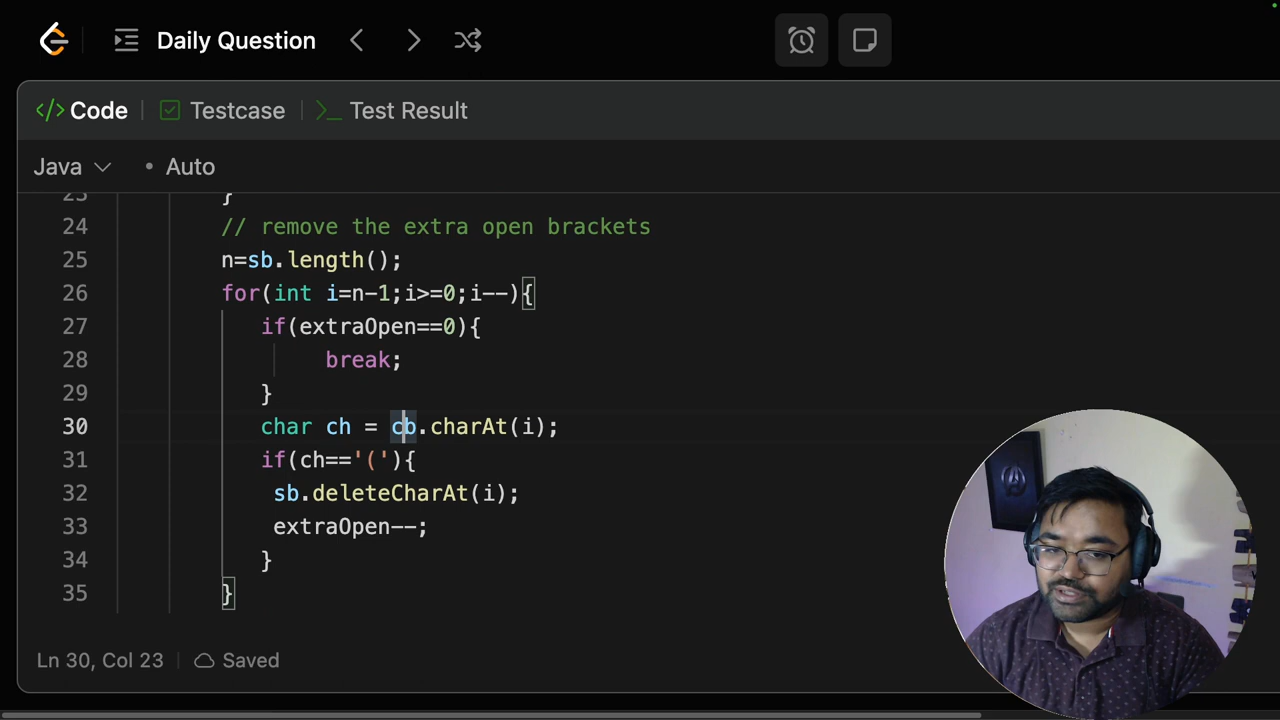 Daily Question
</> Code | Testcase | >_ Test Result
Java • Auto
23 }
24 // remove the extra open brackets
25 n=sb.length();
26 for(int i=n-1;i>=0;i--){
27 if(extraOpen==0){
28 break;
29 }
30 char ch = cb.charAt(i);
31 if(ch=='('){
32 sb.deleteCharAt(i);
33 extraOpen--;
34 }
35 }
Ln 30, Col 23 | Saved